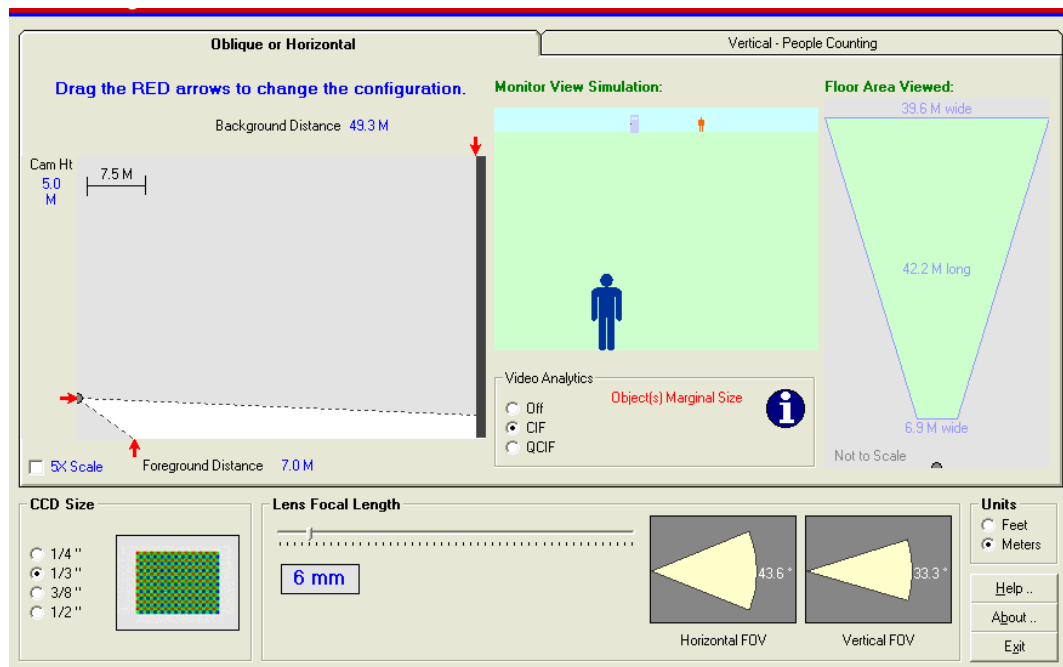 Oblique or Horizontal
Vertical - People Counting
Drag the RED arrows to change the configuration.
Background Distance 49.3 M
Cam Ht
5.0
M
7.5 M
5X Scale
Foreground Distance 7.0 M
Monitor View Simulation:
Video Analytics
Off
CIF
QCIF
Object(s) Marginal Size
i
Floor Area Viewed:
39.6 M wide
42.2 M long
6.9 M wide
Not to Scale
CCD Size
1/4 "
1/3 "
3/8 "
1/2 "
Lens Focal Length
6 mm
43.6 °
Horizontal FOV
33.3 °
Vertical FOV
Units
Feet
Meters
Help ..
About ..
Exit